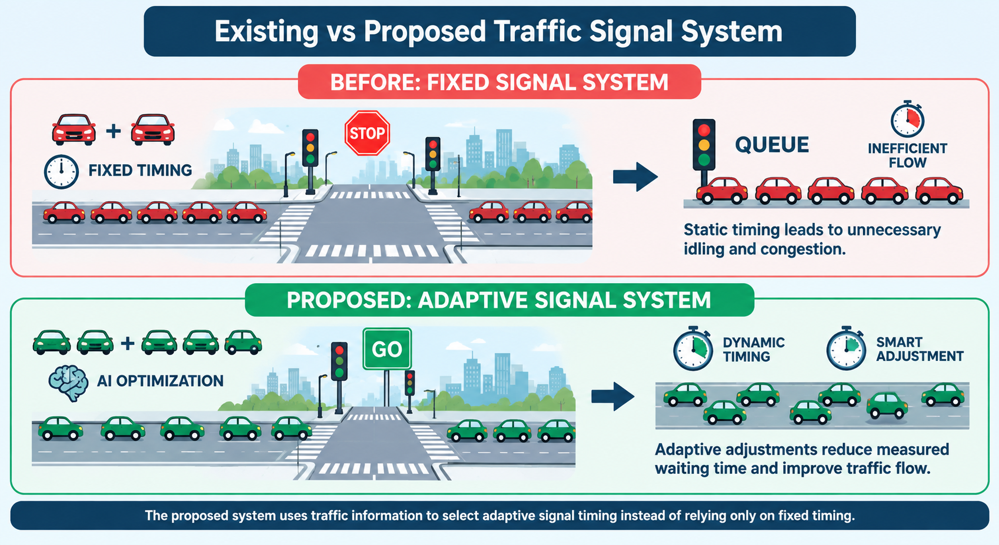 Existing vs Proposed Traffic Signal System
BEFORE: FIXED SIGNAL SYSTEM
+
FIXED TIMING
STOP
QUEUE
INEFFICIENT
FLOW
Static timing leads to unnecessary
idling and congestion.
PROPOSED: ADAPTIVE SIGNAL SYSTEM
+
AI OPTIMIZATION
GO
DYNAMIC
TIMING
SMART
ADJUSTMENT
Adaptive adjustments reduce measured
waiting time and improve traffic flow.
The proposed system uses traffic information to select adaptive signal timing instead of relying only on fixed timing.